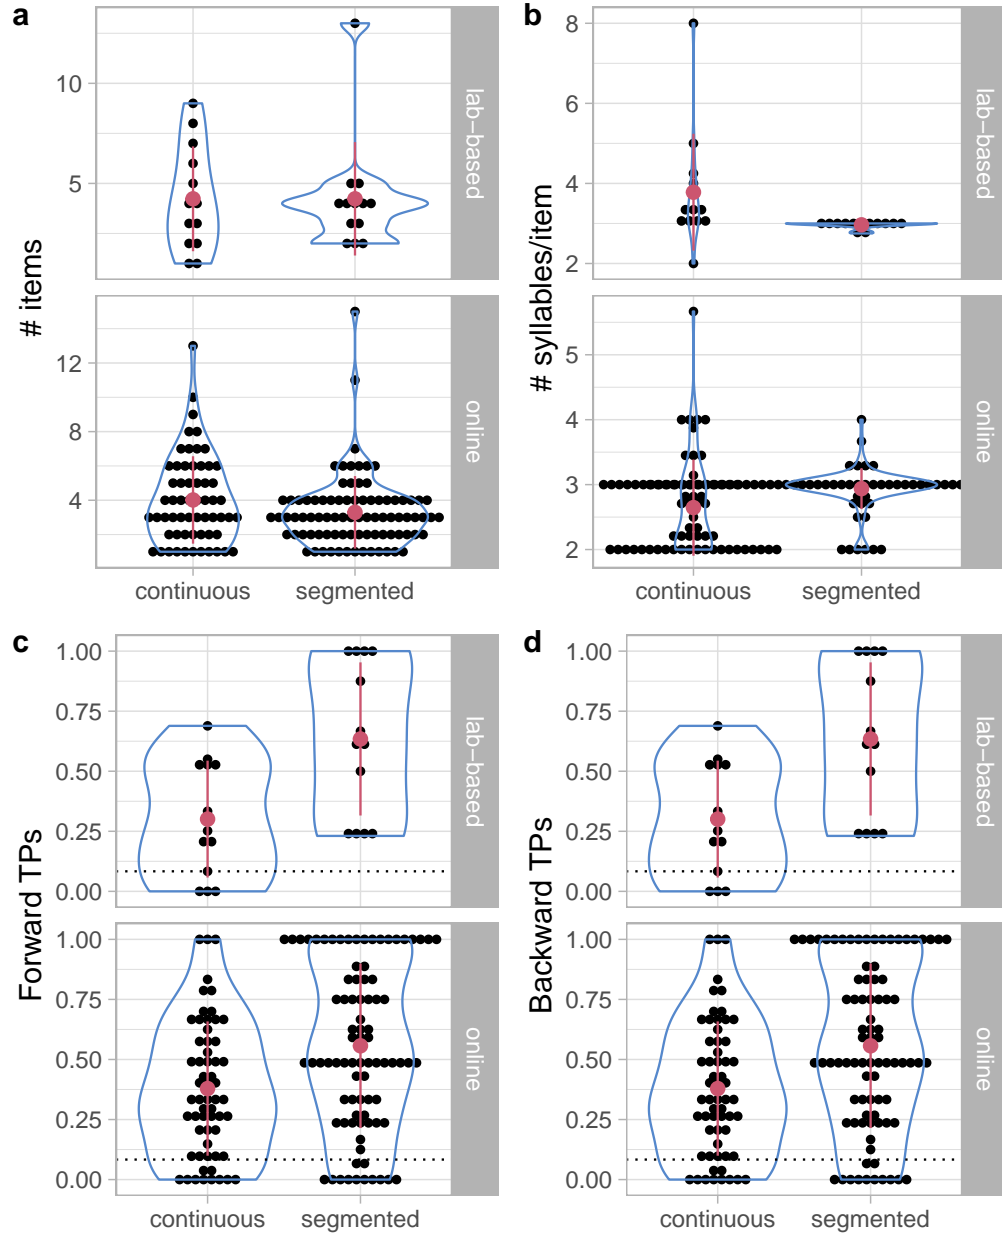 a
# items
10
5
lab-based
12
8
4
online
continuous segmented
b
# syllables/item
8
6
4
2
lab-based
5
4
3
2
online
continuous segmented
c
Forward TPs
1.00
0.75
0.50
0.25
0.00
lab-based
1.00
0.75
0.50
0.25
0.00
online
continuous segmented
d
Backward TPs
1.00
0.75
0.50
0.25
0.00
lab-based
1.00
0.75
0.50
0.25
0.00
online
continuous segmented